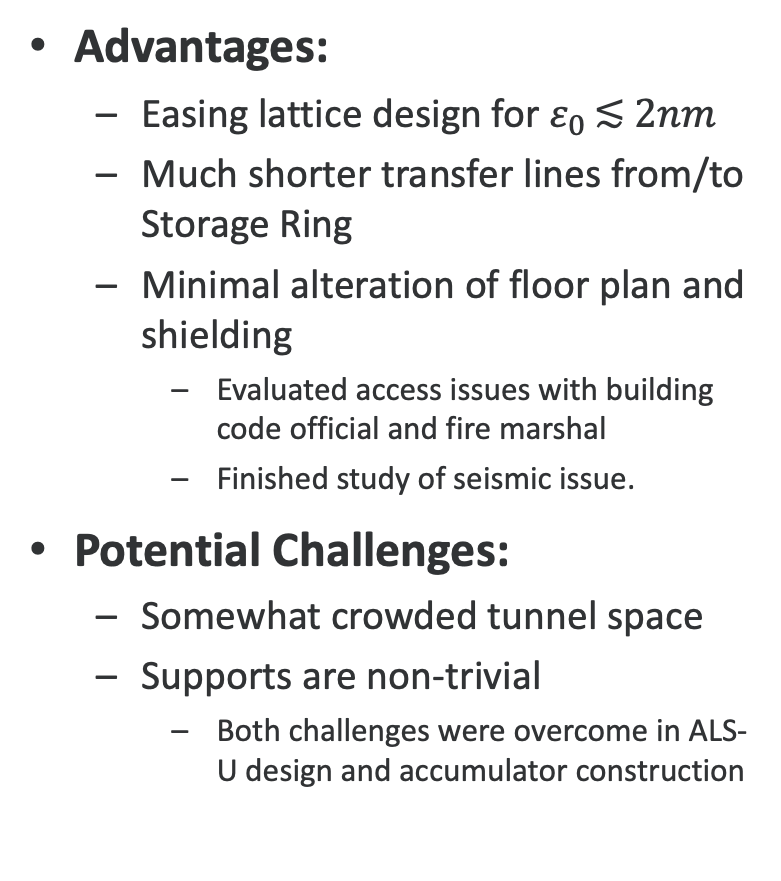 • Advantages:
– Easing lattice design for ε₀ ≲ 2nm
– Much shorter transfer lines from/to
Storage Ring
– Minimal alteration of floor plan and
shielding
– Evaluated access issues with building
code official and fire marshal
– Finished study of seismic issue.
• Potential Challenges:
– Somewhat crowded tunnel space
– Supports are non-trivial
– Both challenges were overcome in ALS-
U design and accumulator construction